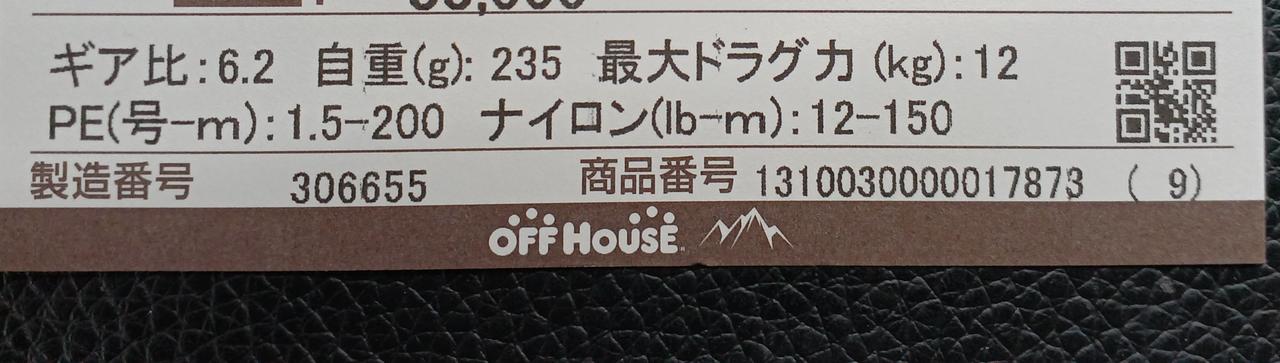 ギア比:6.2 自重(g): 235 最大ドラグ力 (kg):12
PE(号-m):1.5-200 ナイロン(lb-m):12-150
製造番号 306655 商品番号 1310030000017873 ( 9)
OFF HOUSE